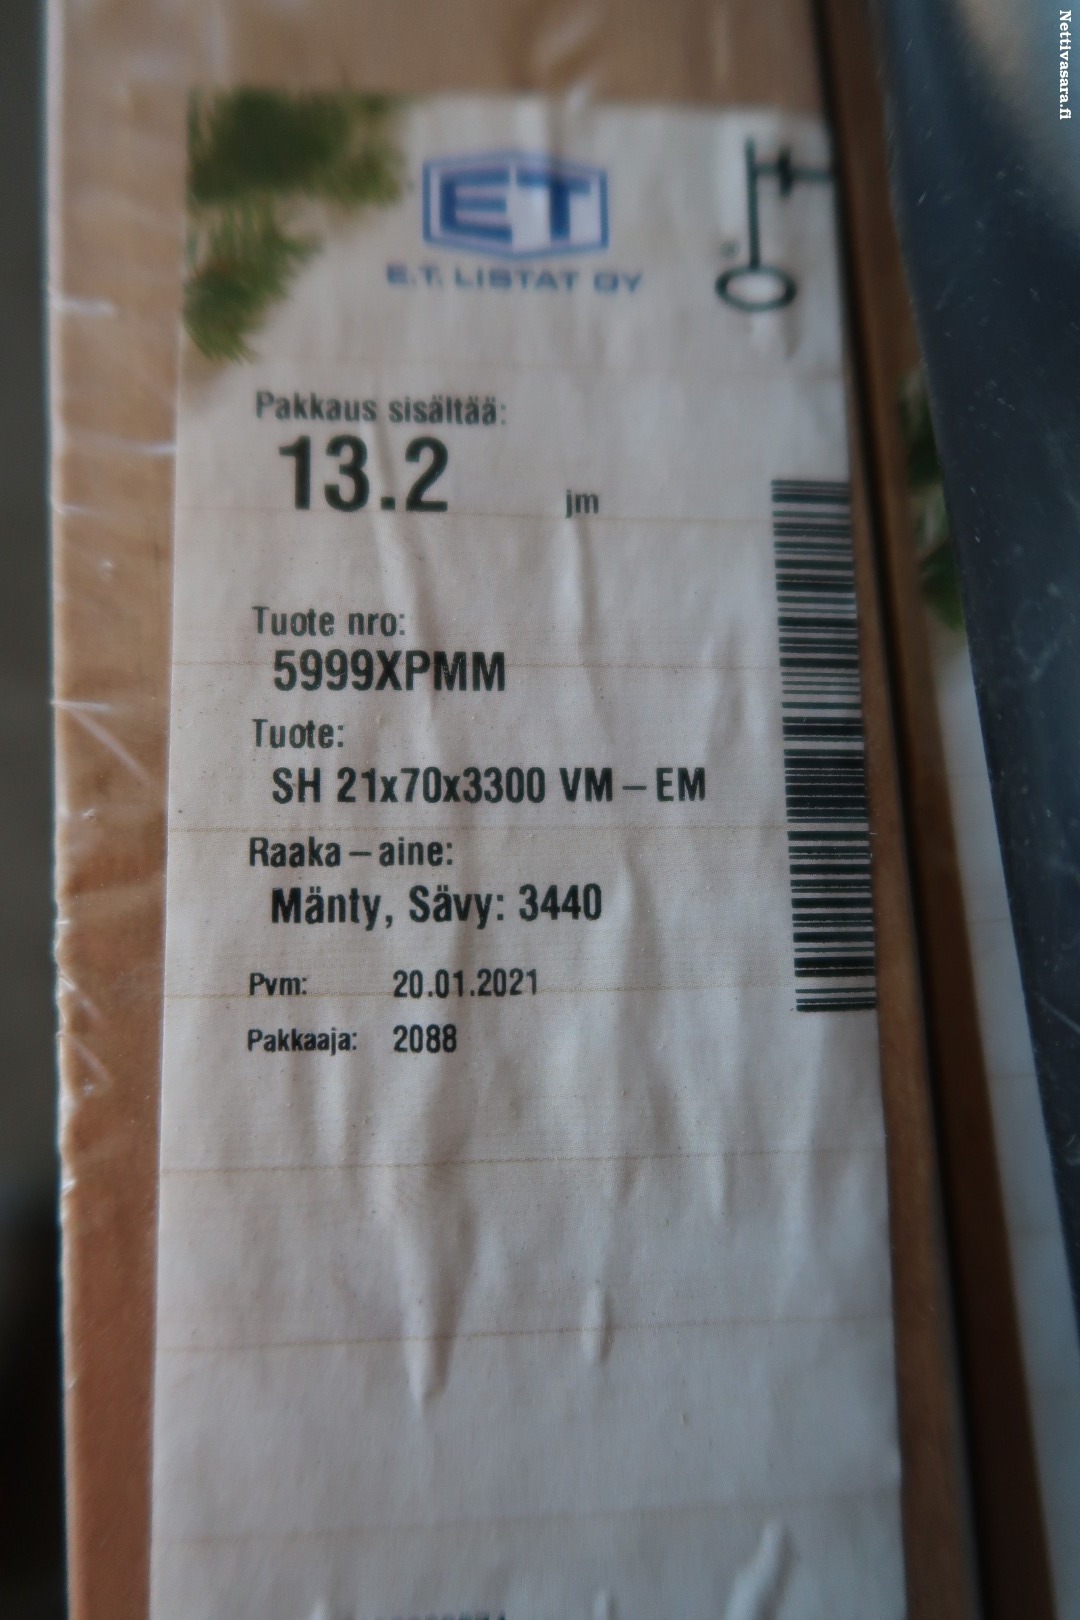 Nettivasara.fi
ET
E.T. LISTAT OY
Pakkaus sisältää:
13.2 jm
Tuote nro:
5999XPMM
Tuote:
SH 21x70x3300 VM – EM
Raaka – aine:
Mänty, Sävy: 3440
Pvm: 20.01.2021
Pakkaaja: 2088